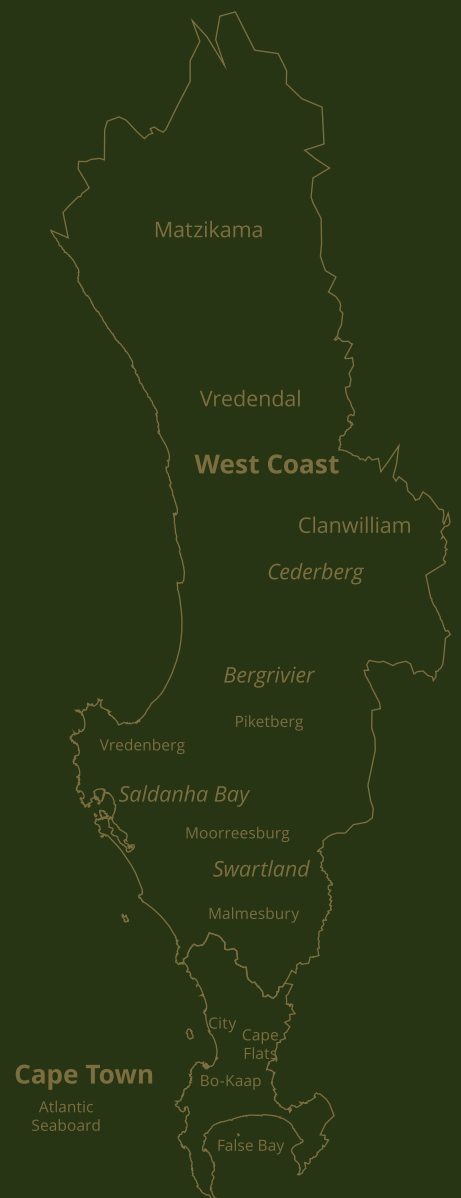 Matzikama
Vredendal
West Coast
Clanwilliam
Cederberg
Bergrivier
Piketberg
Vredenberg
Saldanha Bay
Moorreesburg
Swartland
Malmesbury
City
Cape
Flats
Cape Town
Bo-Kaap
Atlantic
Seaboard
False Bay